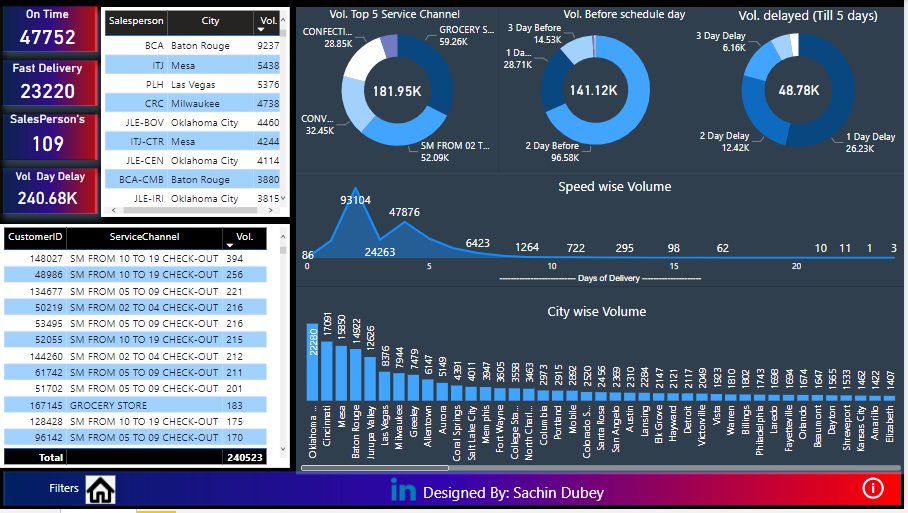 On Time
47752
Fast Delivery
23220
SalesPerson's
109
Vol Day Delay
240.68K
Salesperson City Vol.
BCA Baton Rouge 9237
ITJ Mesa 5438
PLH Las Vegas 5376
CRC Milwaukee 4738
JLE-BOV Oklahoma City 4460
ITJ-CTR Mesa 4244
JLE-CEN Oklahoma City 4114
BCA-CMB Baton Rouge 3880
JLE-IRI Oklahoma City 3815
CustomerID ServiceChannel Vol.
148027 SM FROM 10 TO 19 CHECK-OUT 394
48986 SM FROM 10 TO 19 CHECK-OUT 256
134677 SM FROM 05 TO 09 CHECK-OUT 221
50219 SM FROM 02 TO 04 CHECK-OUT 216
53495 SM FROM 05 TO 09 CHECK-OUT 216
52055 SM FROM 10 TO 19 CHECK-OUT 215
144260 SM FROM 02 TO 04 CHECK-OUT 212
61742 SM FROM 05 TO 09 CHECK-OUT 211
51702 SM FROM 05 TO 09 CHECK-OUT 201
167145 GROCERY STORE 183
128428 SM FROM 10 TO 19 CHECK-OUT 175
96142 SM FROM 05 TO 09 CHECK-OUT 170
Total 240523
Vol. Top 5 Service Channel
CONFECTI...
28.85K
GROCERY S...
59.26K
181.95K
CONV...
32.45K
SM FROM 02 T...
52.09K
Vol. Before schedule day
3 Day Before
14.53K
1 Da...
28.71K
141.12K
2 Day Before
96.58K
Vol. delayed (Till 5 days)
3 Day Delay
6.16K
48.78K
2 Day Delay
12.42K
1 Day Delay
26.23K
Speed wise Volume
86 93104 24263 47876 6423 1264 722 295 98 62 10 11 1 3
0 5 10 15 20
Days of Delivery
City wise Volume
22280 17091 15850 14922 12626 8376 7944 7479 6147 5149 4391 4011 3947 3605 3558 3463 2973 2915 2892 2520 2456 2369 2310 2284 2147 2121 2117 2049 1923 1810 1802 1743 1698 1694 1674 1647 1565 1533 1462 1422 1407
Oklahoma ...
Cincinnati
Mesa
Baton Rouge
Jurupa Valley
Las Vegas
Milwaukee
Greeley
Allentown
Aurora
Coral Springs
Salt Lake City
Memphis
Fort Wayne
College Sta...
North Charl...
Columbia
Portland
Mobile
Colorado S...
Santa Rosa
San Angelo
Austin
Lansing
Elk Grove
Hayward
Detroit
Victorville
Vista
Warren
Billings
Philadelphia
Laredo
Fayetteville
Orlando
Beaumont
Dayton
Shreveport
Kansas City
Amarillo
Elizabeth
Filters
in
Designed By: Sachin Dubey
i